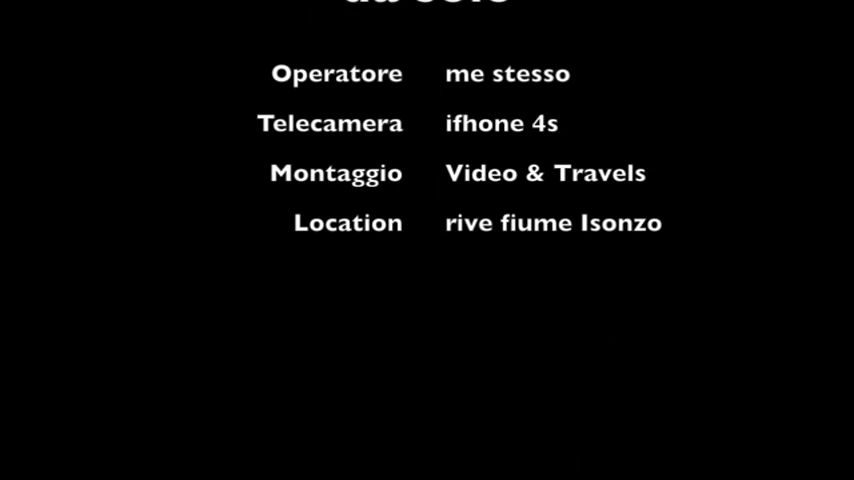 Operatore me stesso
Telecamera ifhone 4s
Montaggio Video & Travels
Location rive fiume Isonzo